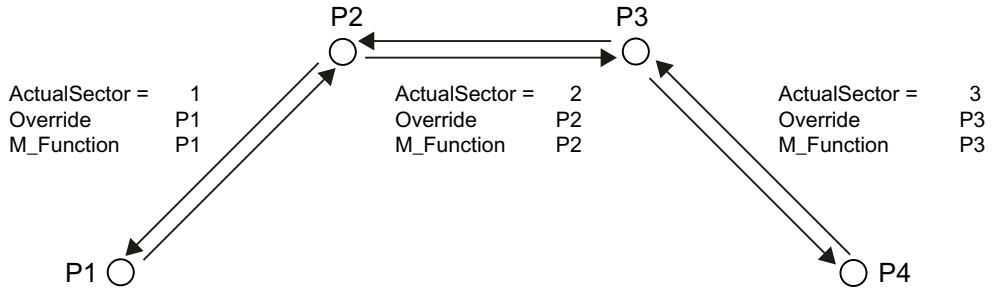 P2
P3
ActualSector = 1
Override P1
M_Function P1
ActualSector = 2
Override P2
M_Function P2
ActualSector = 3
Override P3
M_Function P3
P1
P4